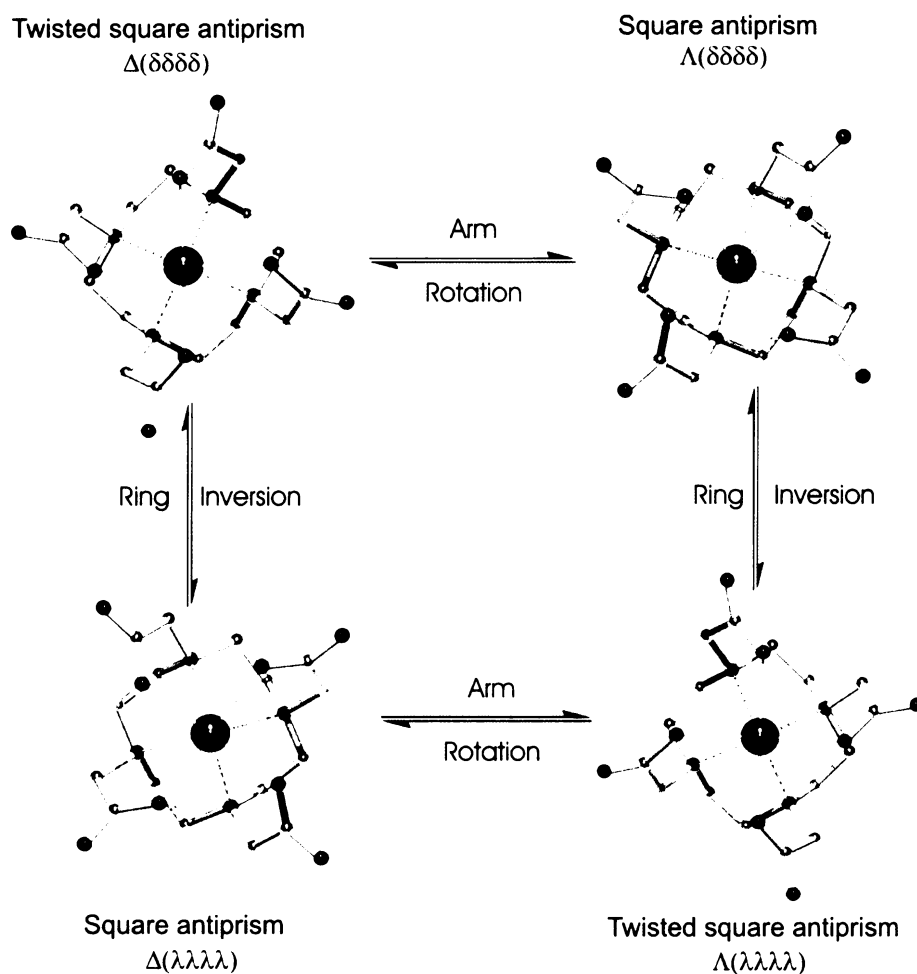 Twisted square antiprism
Δ(δδδδ)
Square antiprism
Λ(δδδδ)
Arm
Rotation
Ring Inversion
Ring Inversion
Arm
Rotation
Square antiprism
Δ(λλλλ)
Twisted square antiprism
Λ(λλλλ)